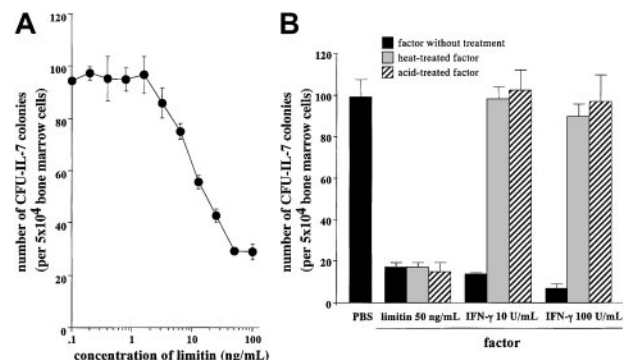 A
number of CFU-IL-7 colonies
(per 5x10⁴ bone marrow cells)
120
100
80
60
40
20
0
.1
1
10
100
concentration of limitin (ng/mL)
B
number of CFU-IL-7 colonies
(per 5x10⁴ bone marrow cells)
120
100
80
60
40
20
0
factor without treatment
heat-treated factor
acid-treated factor
PBS
limitin 50 ng/mL
IFN-γ 10 U/mL
IFN-γ 100 U/mL
factor